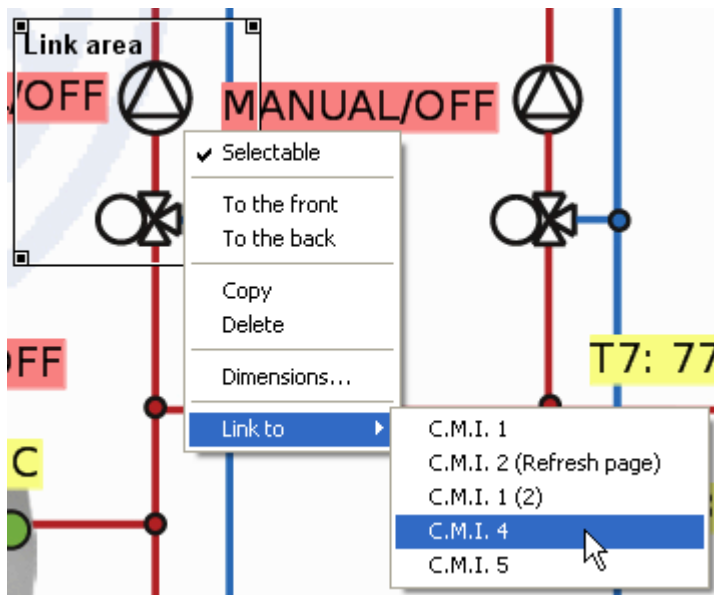 Link area
/OFF
MANUAL/OFF
Selectable
To the front
To the back
Copy
Delete
Dimensions...
Link to
OFF
T7: 77
C
C.M.I. 1
C.M.I. 2 (Refresh page)
C.M.I. 1 (2)
C.M.I. 4
C.M.I. 5